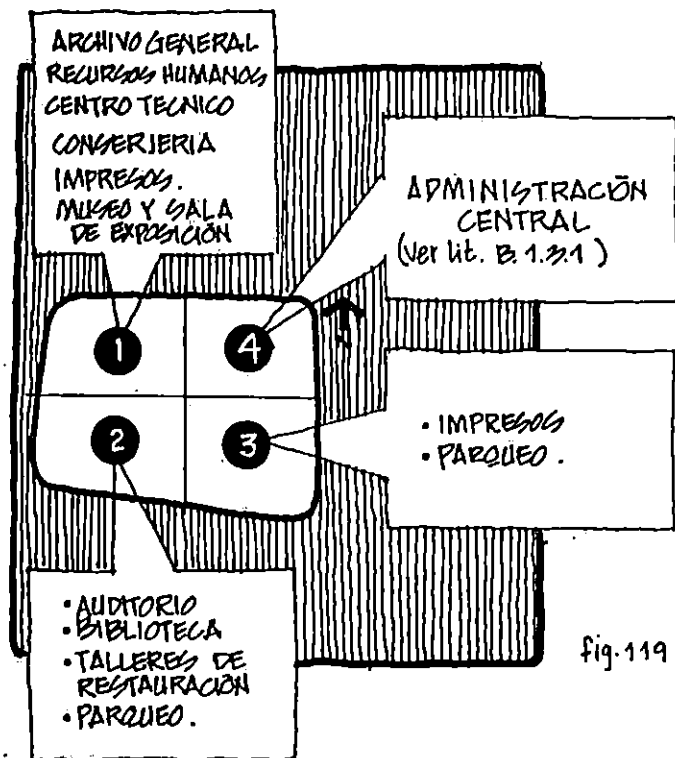 ARCHIVO GENERAL
RECURSOS HUMANOS
CENTRO TECNICO
CONSERJERIA
IMPRESOS.
MUSEO Y SALA
DE EXPOSICIÓN
ADMINISTRACIÓN
CENTRAL
(Ver lit. B.1.3.1)
1
4
2
3
• IMPRESOS
• PARQUEO.
• AUDITORIO
• BIBLIOTECA
• TALLERES DE
RESTAURACIÓN
• PARQUEO.
fig. 119